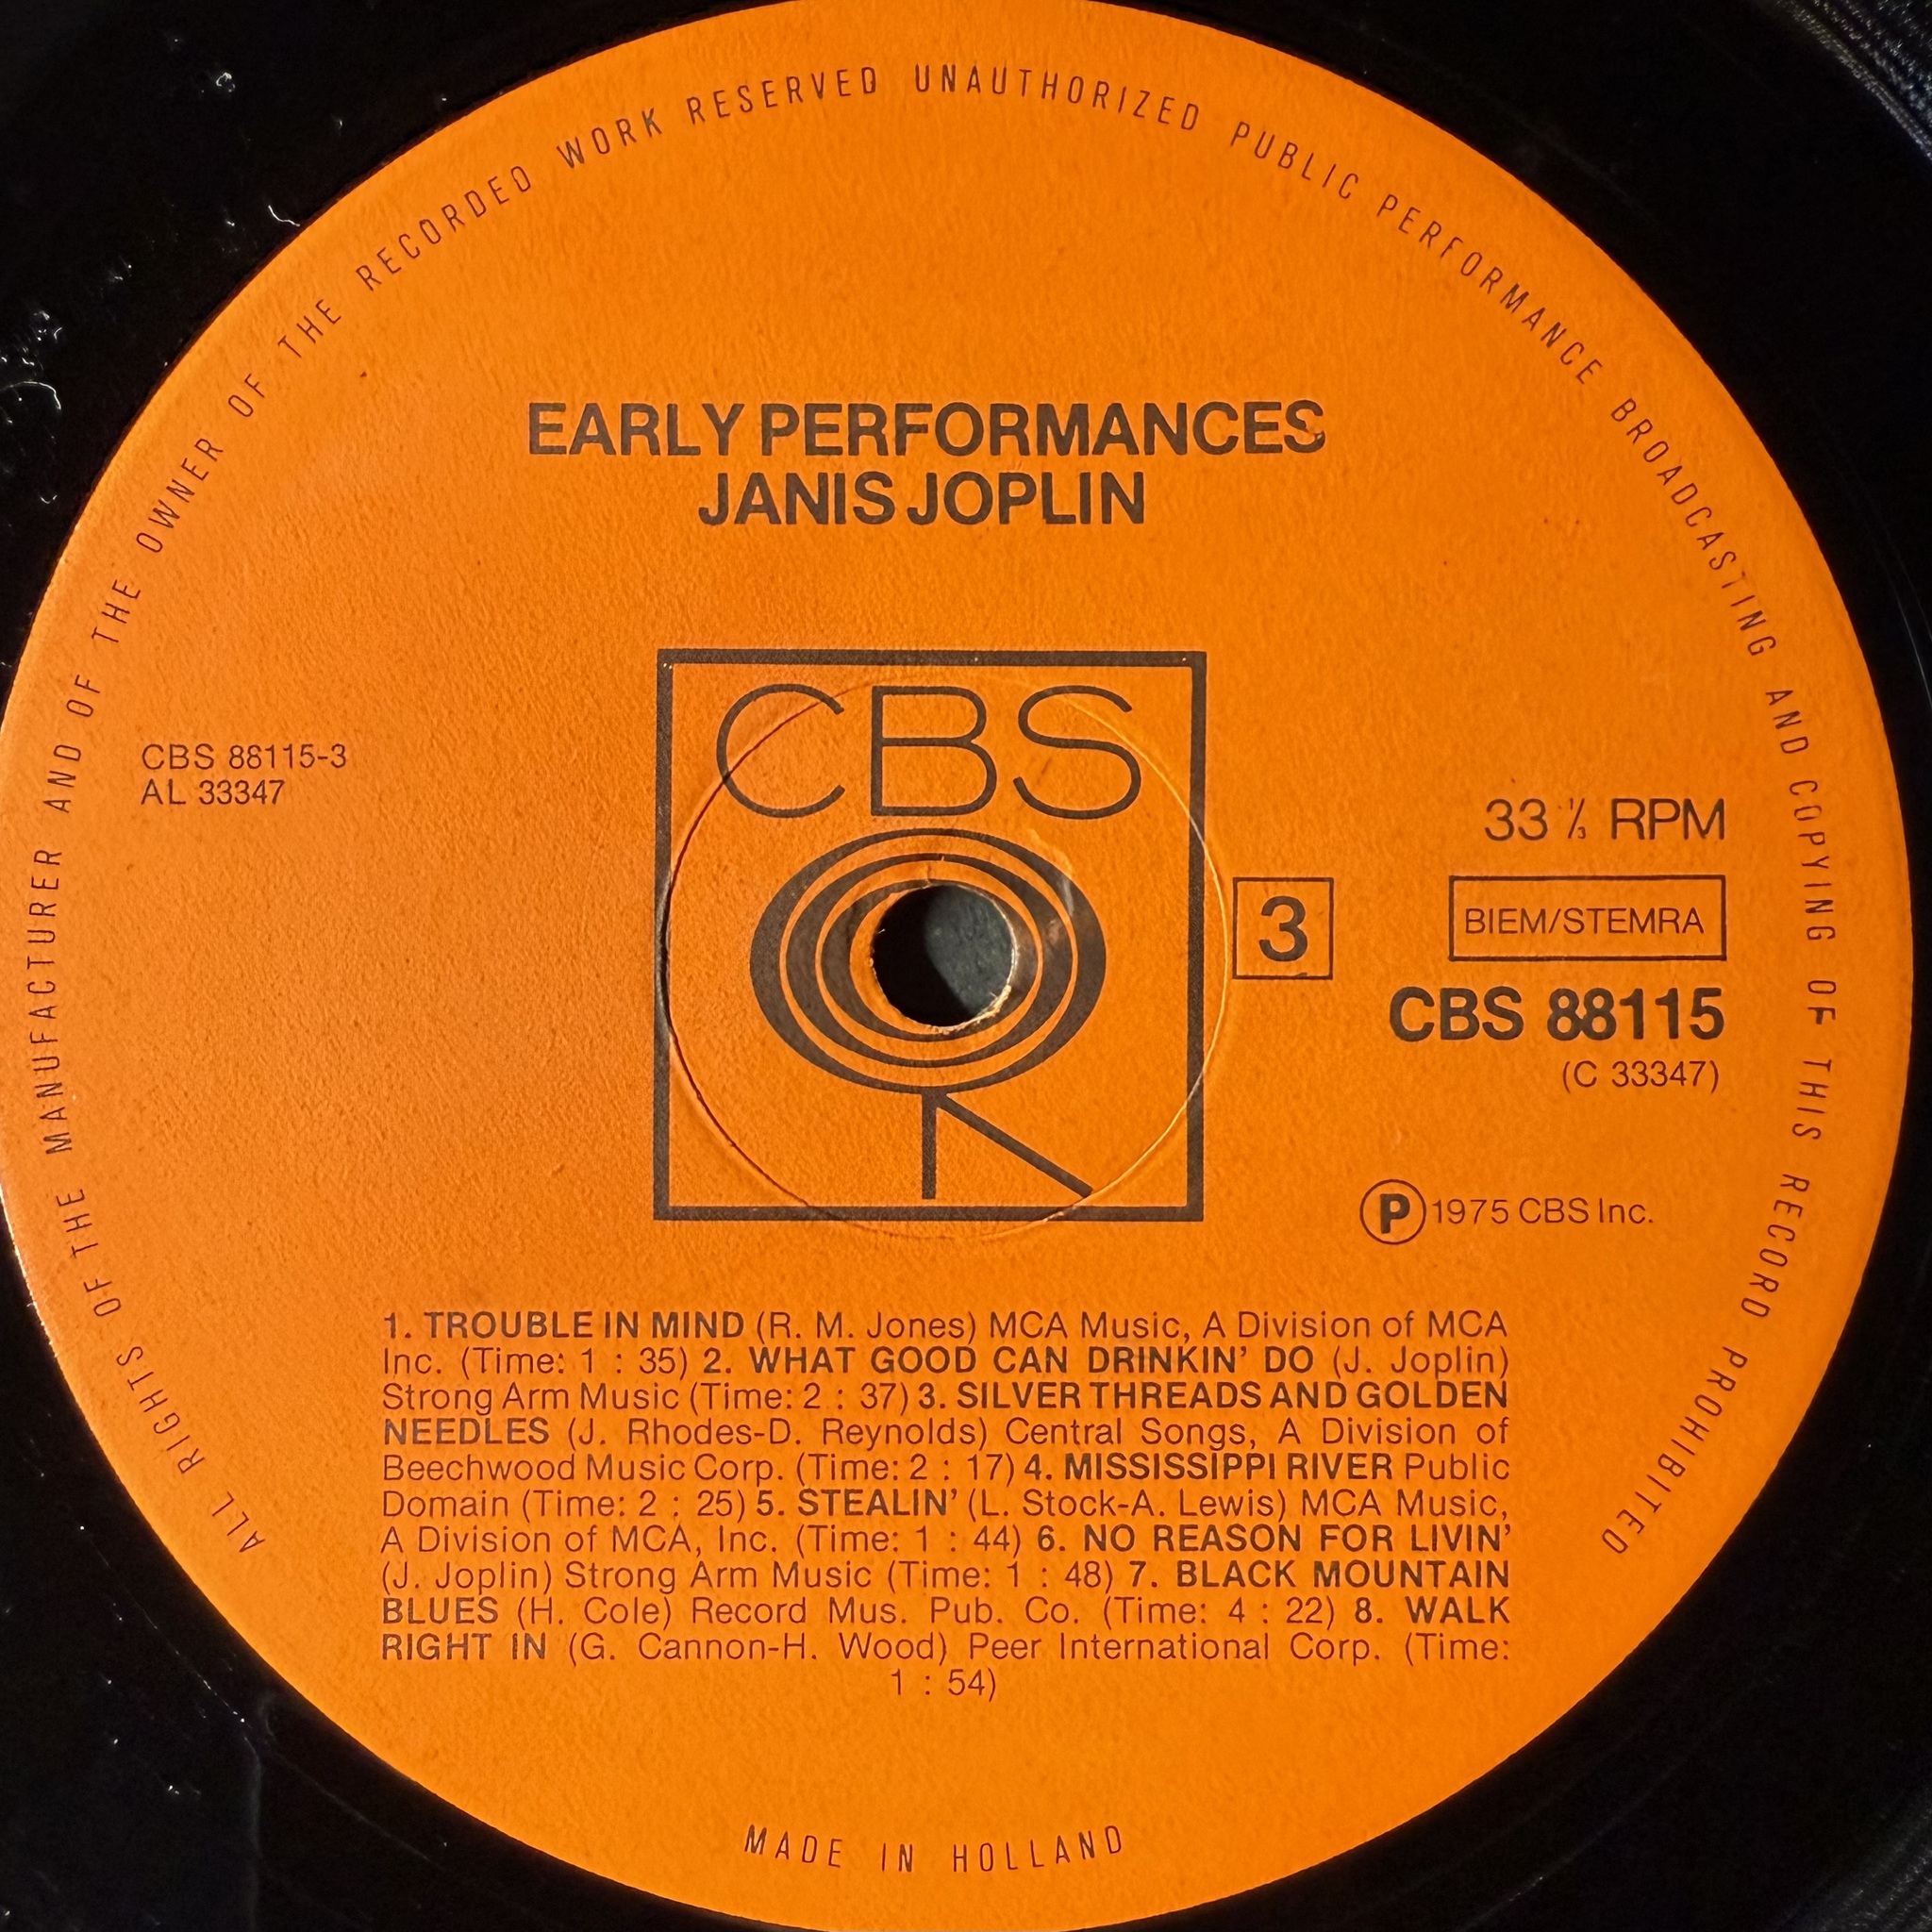 ALL RIGHTS OF THE MANUFACTURER AND OF THE OWNER OF THE RECORDED WORK RESERVED UNAUTHORIZED PUBLIC PERFORMANCE BROADCASTING AND COPYING OF THIS RECORD PROHIBITED
EARLY PERFORMANCES
JANIS JOPLIN
CBS
CBS 88115-3
AL 33347
33 ⅓ RPM
3
BIEM/STEMRA
CBS 88115
(C 33347)
Ⓟ 1975 CBS Inc.
1. TROUBLE IN MIND (R. M. Jones) MCA Music, A Division of MCA
Inc. (Time: 1 : 35) 2. WHAT GOOD CAN DRINKIN' DO (J. Joplin)
Strong Arm Music (Time: 2 : 37) 3. SILVER THREADS AND GOLDEN
NEEDLES (J. Rhodes-D. Reynolds) Central Songs, A Division of
Beechwood Music Corp. (Time: 2 : 17) 4. MISSISSIPPI RIVER Public
Domain (Time: 2 : 25) 5. STEALIN' (L. Stock-A. Lewis) MCA Music,
A Division of MCA, Inc. (Time: 1 : 44) 6. NO REASON FOR LIVIN'
(J. Joplin) Strong Arm Music (Time: 1 : 48) 7. BLACK MOUNTAIN
BLUES (H. Cole) Record Mus. Pub. Co. (Time: 4 : 22) 8. WALK
RIGHT IN (G. Cannon-H. Wood) Peer International Corp. (Time:
1 : 54)
MADE IN HOLLAND